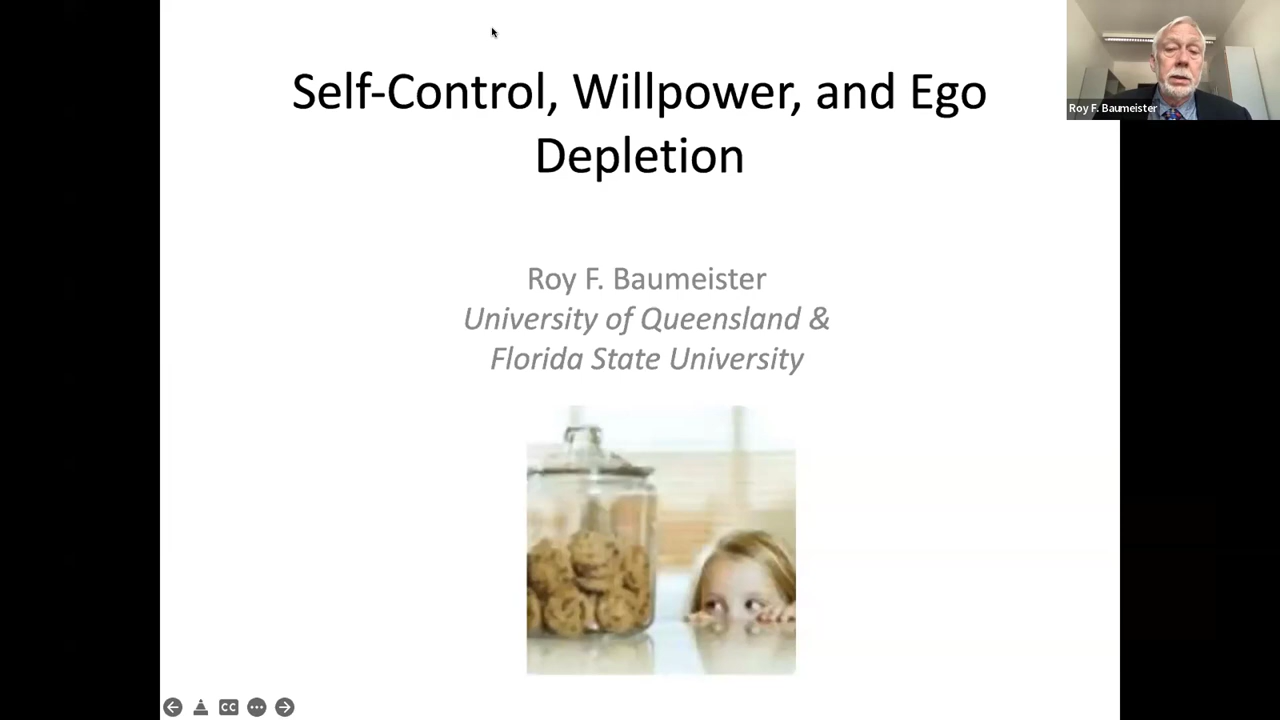 Self-Control, Willpower, and Ego
Depletion
Roy F. Baumeister
University of Queensland &
Florida State University
Roy F. Baumeister
CC